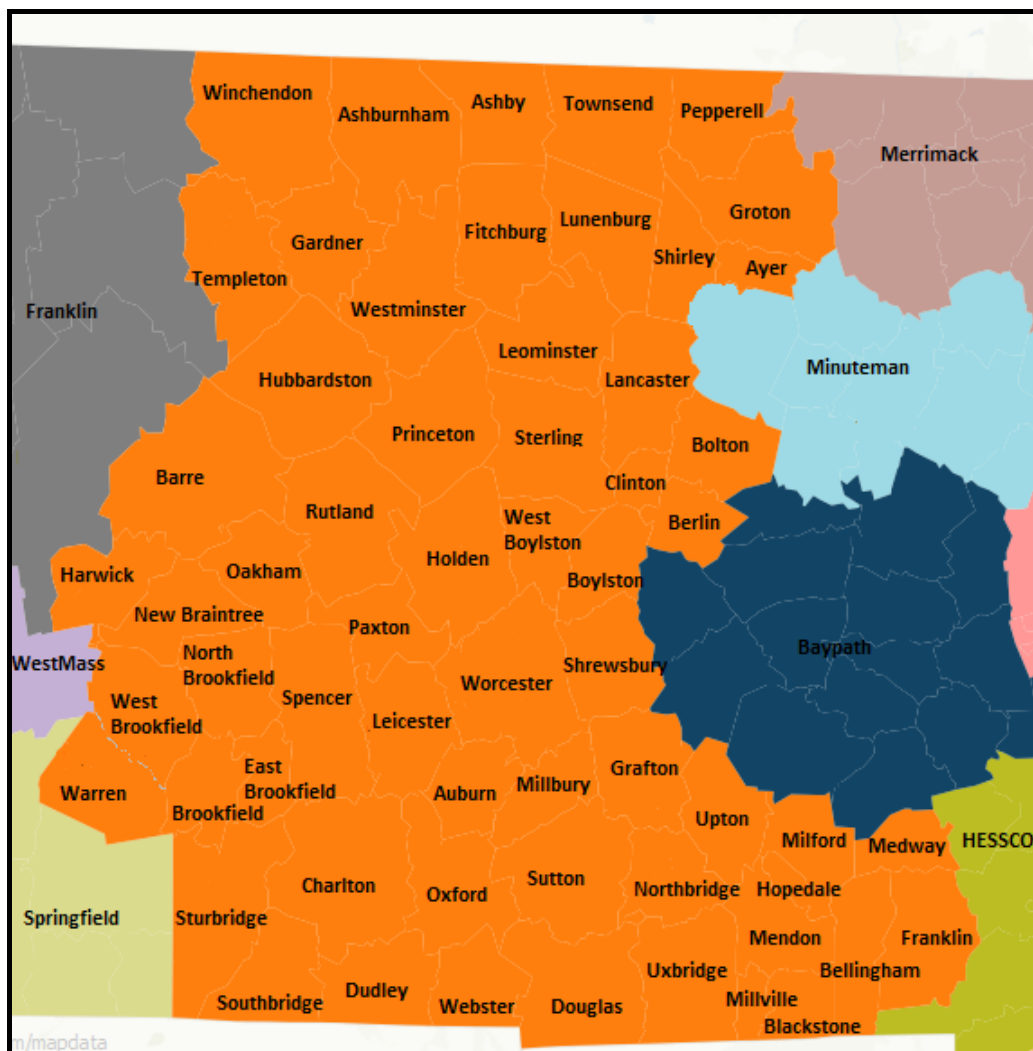 Winchendon
Ashburnham
Ashby
Townsend
Pepperell
Merrimack
Groton
Lunenburg
Fitchburg
Gardner
Shirley
Ayer
Templeton
Franklin
Westminster
Leominster
Minuteman
Hubbardston
Lancaster
Princeton
Sterling
Bolton
Barre
Clinton
Rutland
West
Boylston
Berlin
Holden
Harwick
Oakham
Boylston
New Braintree
Paxton
Baypath
WestMass
North
Brookfield
Shrewsbury
Worcester
Spencer
West
Brookfield
Leicester
Grafton
East
Brookfield
Auburn
Millbury
Warren
Brookfield
Upton
Milford
Medway
HESSCO
Charlton
Oxford
Sutton
Northbridge
Hopedale
Springfield
Sturbridge
Mendon
Franklin
Uxbridge
Bellingham
Dudley
Southbridge
Webster
Douglas
Millville
Blackstone
m/mapdata